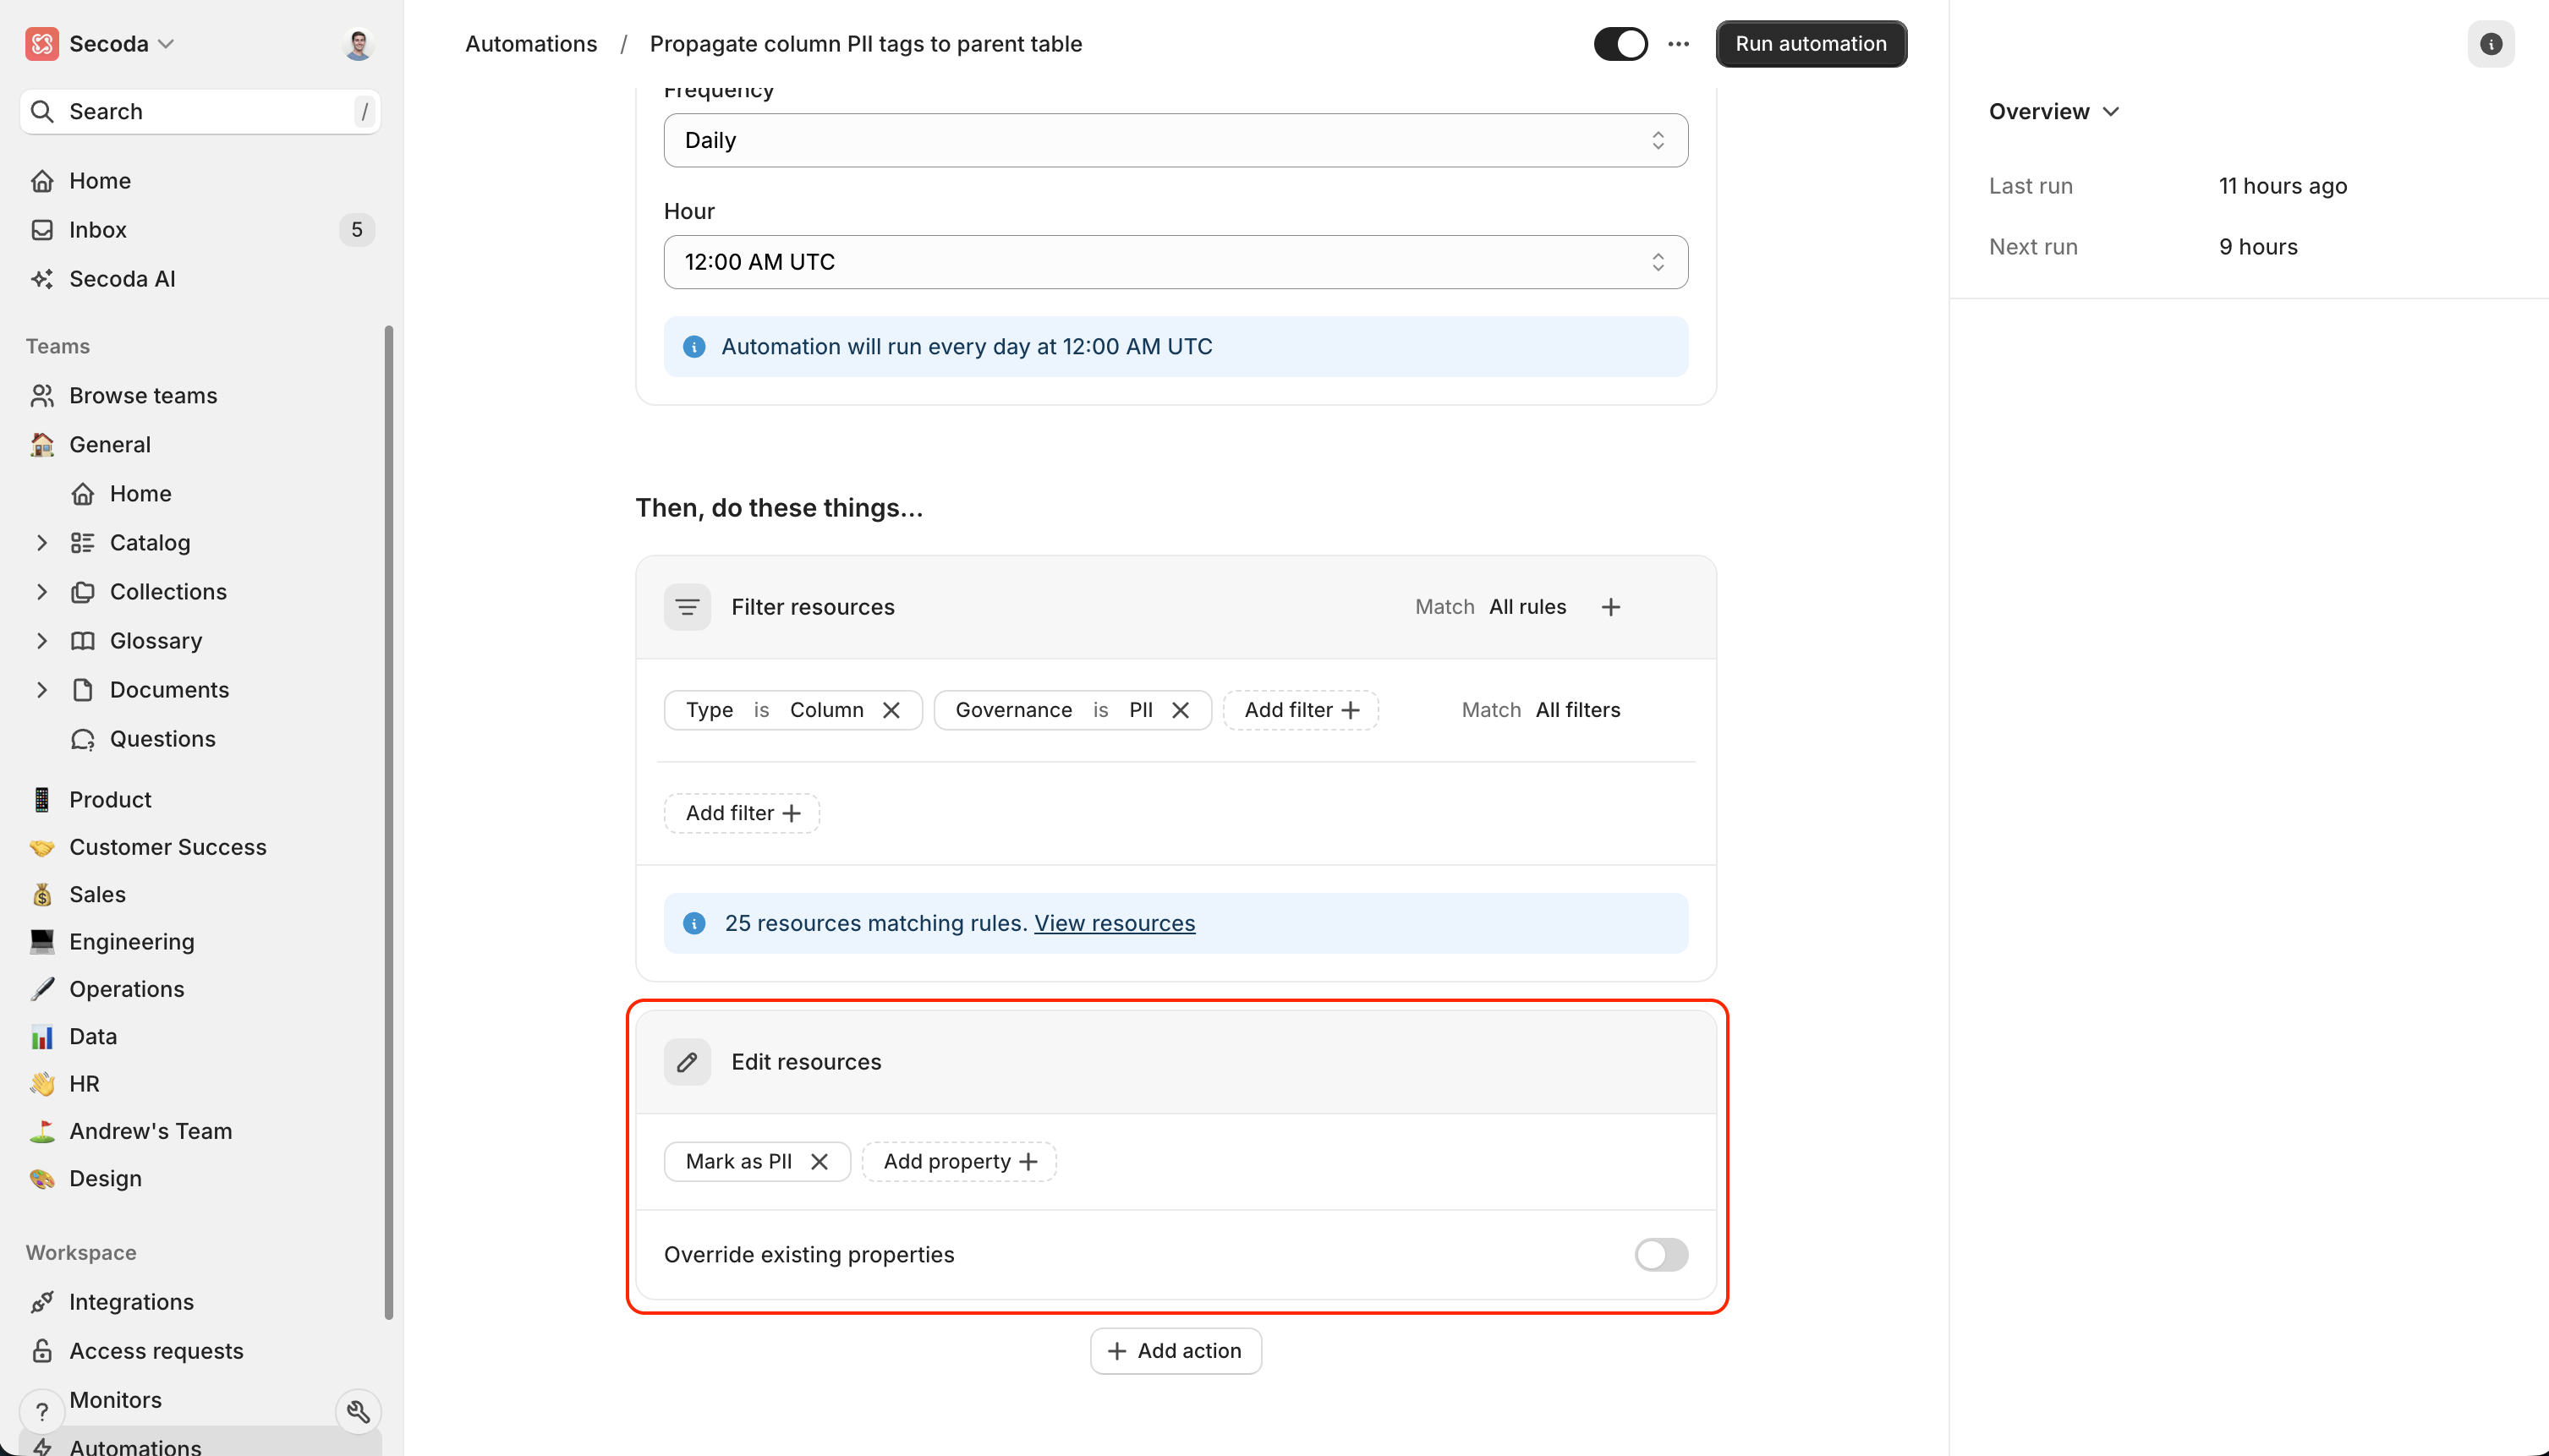 Secoda
Search /
Home
Inbox 5
Secoda AI
Teams
Browse teams
General
Home
Catalog
Collections
Glossary
Documents
Questions
Product
Customer Success
Sales
Engineering
Operations
Data
HR
Andrew's Team
Design
Workspace
Integrations
Access requests
Monitors
?
Automations
Automations / Propagate column PII tags to parent table
Run automation
Frequency
Daily
Hour
12:00 AM UTC
Automation will run every day at 12:00 AM UTC
Then, do these things...
Filter resources Match All rules
Type is Column Governance is PII Add filter Match All filters
Add filter
25 resources matching rules. View resources
Edit resources
Mark as PII Add property
Override existing properties
Add action
Overview
Last run 11 hours ago
Next run 9 hours